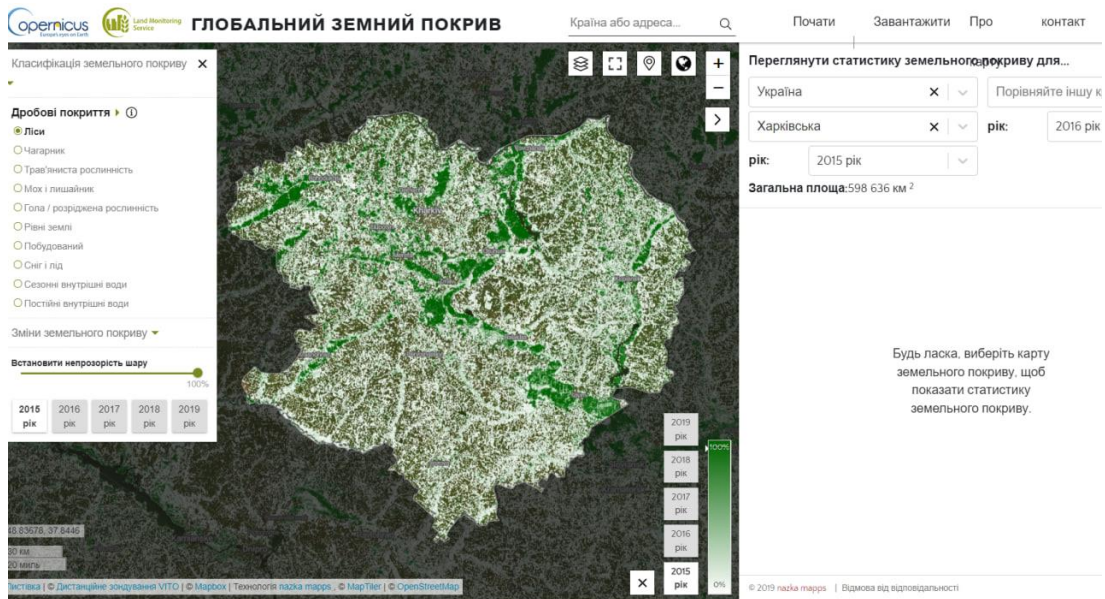 opernicus
Europe's eyes on Earth
Land Monitoring
Service
ГЛОБАЛЬНИЙ ЗЕМНИЙ ПОКРИВ
Країна або адреса...
Почати
Завантажити
Про
контакт
карту
Класифікація земельного покриву
Дробові покриття
Ліси
Чагарник
Трав'яниста рослинність
Мох і лишайник
Гола / розріджена рослинність
Рівні землі
Побудований
Сніг і лід
Сезонні внутрішні води
Постійні внутрішні води
Зміни земельного покриву
Встановити непрозорість шару
100%
2015 рік
2016 рік
2017 рік
2018 рік
2019 рік
48.83678, 37.8446
30 км
20 миль
Листівка | © Дистанційне зондування VITO | © Mapbox | Технологія nazka mapps , © MapTiler | © OpenStreetMap
2019 рік
2018 рік
2017 рік
2016 рік
2015 рік
100%
0%
Переглянути статистику земельного покриву для...
Україна
Порівняйте іншу к
Харківська
рік:
2016 рік
рік:
2015 рік
Загальна площа:598 636 км 2
Будь ласка, виберіть карту
земельного покриву, щоб
показати статистику
земельного покриву.
© 2019 nazka mapps | Відмова від відповідальності